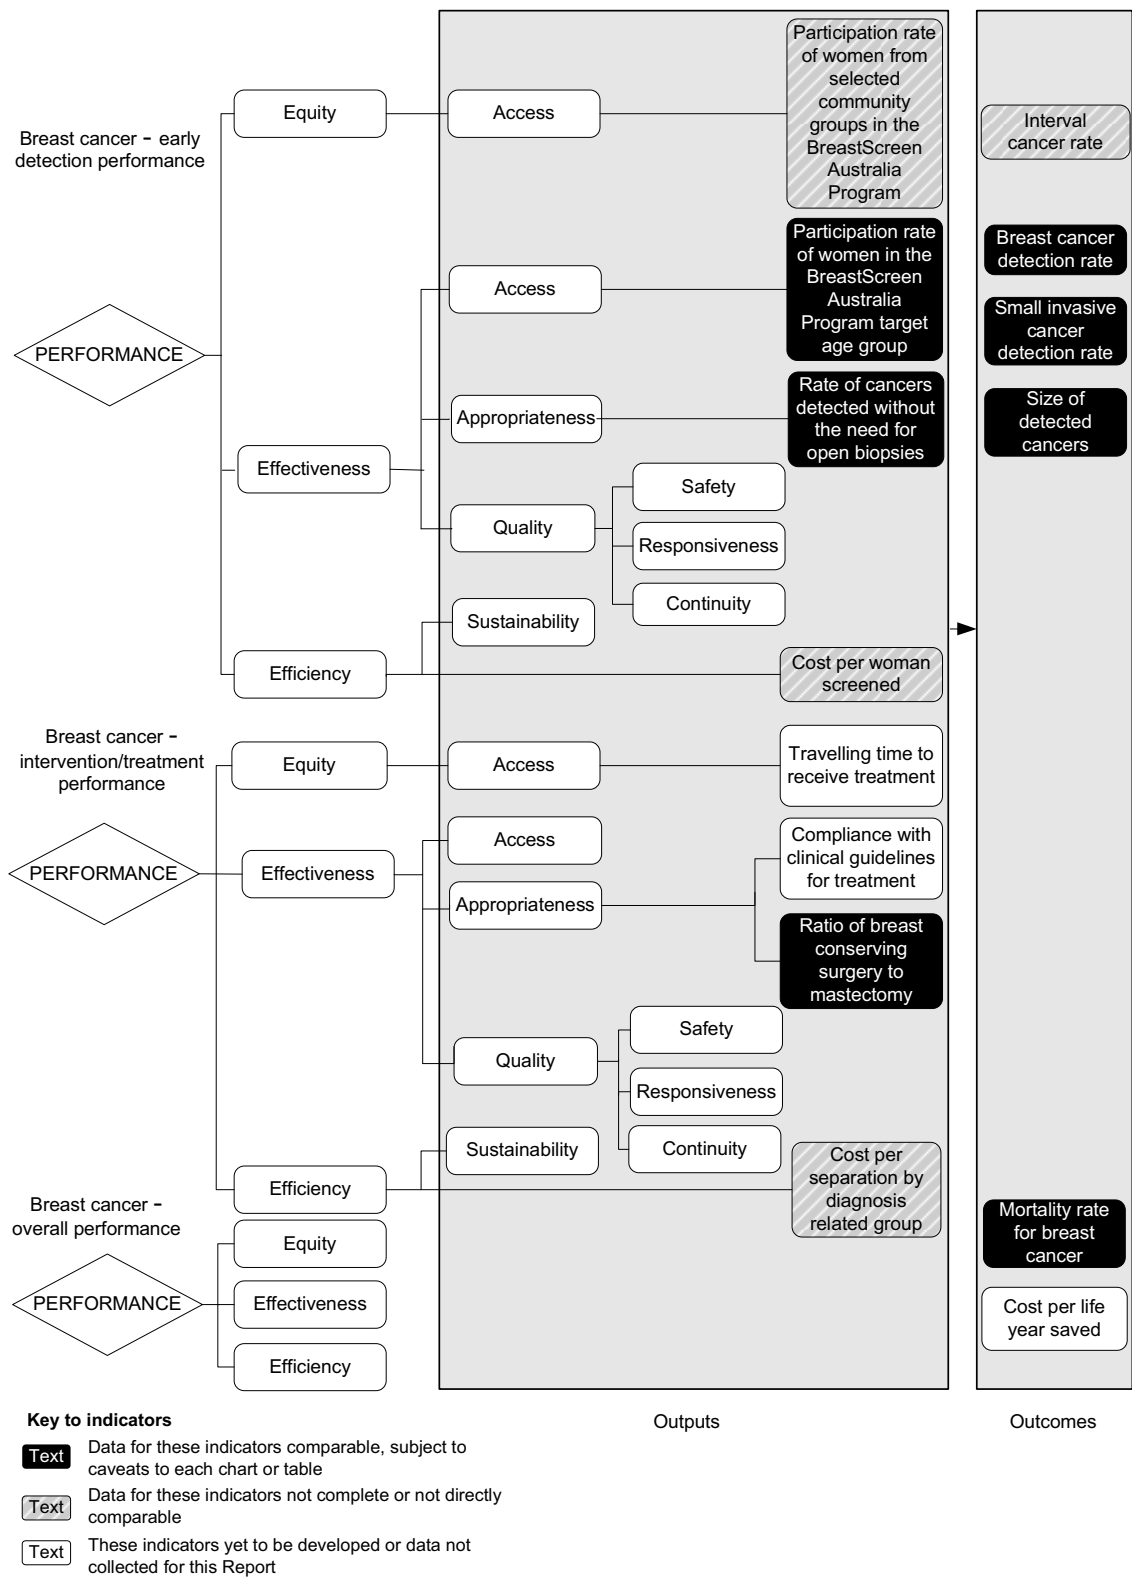 Breast cancer – early
detection performance
PERFORMANCE
Equity
Access
Participation rate
of women from
selected
community
groups in the
BreastScreen
Australia
Program
Interval
cancer rate
Effectiveness
Access
Participation rate
of women in the
BreastScreen
Australia
Program target
age group
Breast cancer
detection rate
Small invasive
cancer
detection rate
Appropriateness
Rate of cancers
detected without
the need for
open biopsies
Size of
detected
cancers
Quality
Safety
Responsiveness
Continuity
Efficiency
Sustainability
Cost per woman
screened
Breast cancer –
intervention/treatment
performance
PERFORMANCE
Equity
Access
Travelling time to
receive treatment
Effectiveness
Access
Appropriateness
Compliance with
clinical guidelines
for treatment
Ratio of breast
conserving
surgery to
mastectomy
Quality
Safety
Responsiveness
Continuity
Efficiency
Sustainability
Cost per
separation by
diagnosis
related group
Breast cancer –
overall performance
PERFORMANCE
Equity
Effectiveness
Efficiency
Mortality rate
for breast
cancer
Cost per life
year saved
Outputs
Outcomes
Key to indicators
Text
Data for these indicators comparable, subject to
caveats to each chart or table
Text
Data for these indicators not complete or not directly
comparable
Text
These indicators yet to be developed or data not
collected for this Report